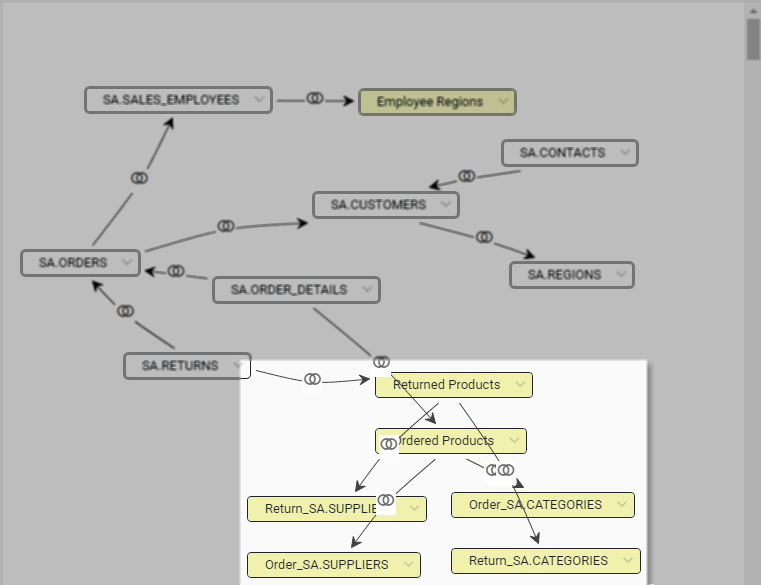 SA.SALES_EMPLOYEES
Employee Regions
SA.CONTACTS
SA.CUSTOMERS
SA.ORDERS
SA.REGIONS
SA.ORDER_DETAILS
SA.RETURNS
Returned Products
Ordered Products
Return_SA.SUPPLIE
Order_SA.CATEGORIES
Order_SA.SUPPLIERS
Return_SA.CATEGORIES